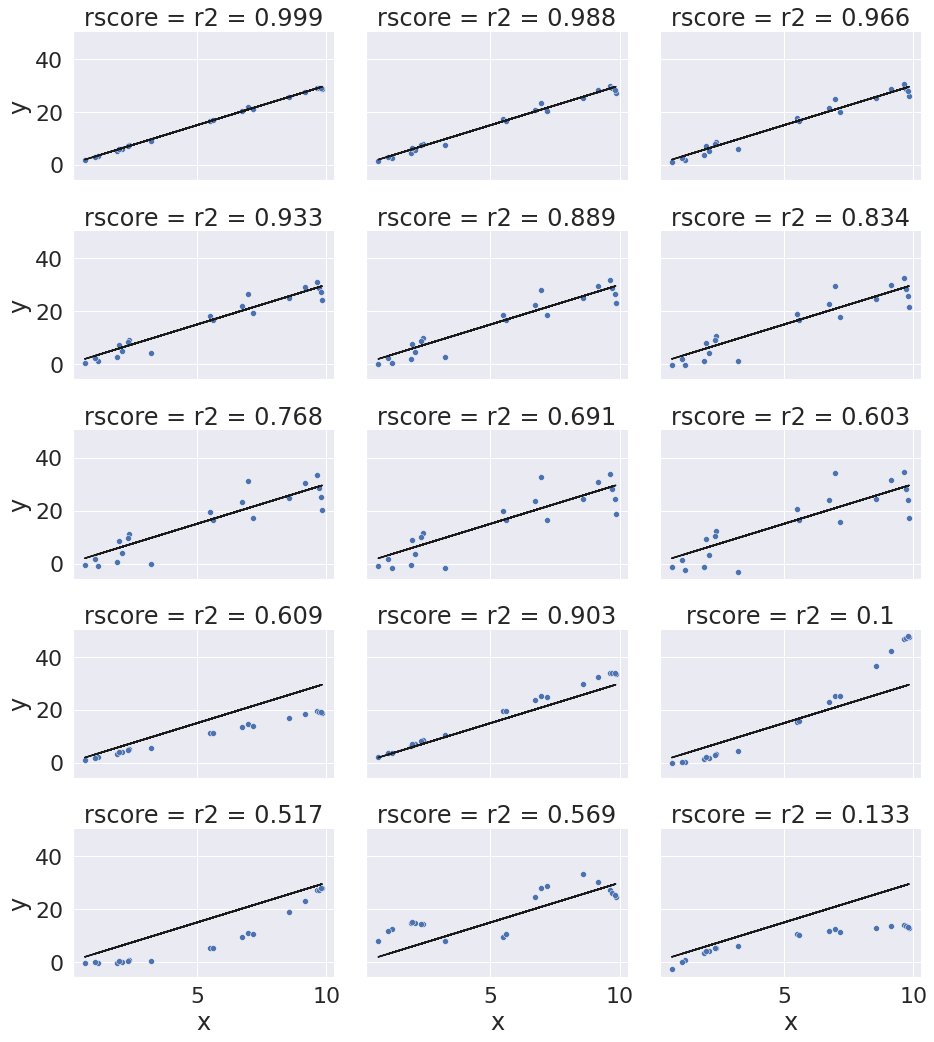 rscore = r2 = 0.999
rscore = r2 = 0.988
rscore = r2 = 0.966
40
20
0
y
rscore = r2 = 0.933
rscore = r2 = 0.889
rscore = r2 = 0.834
40
20
0
y
rscore = r2 = 0.768
rscore = r2 = 0.691
rscore = r2 = 0.603
40
20
0
y
rscore = r2 = 0.609
rscore = r2 = 0.903
rscore = r2 = 0.1
40
20
0
y
rscore = r2 = 0.517
rscore = r2 = 0.569
rscore = r2 = 0.133
40
20
0
y
5 10
x
5 10
x
5 10
x